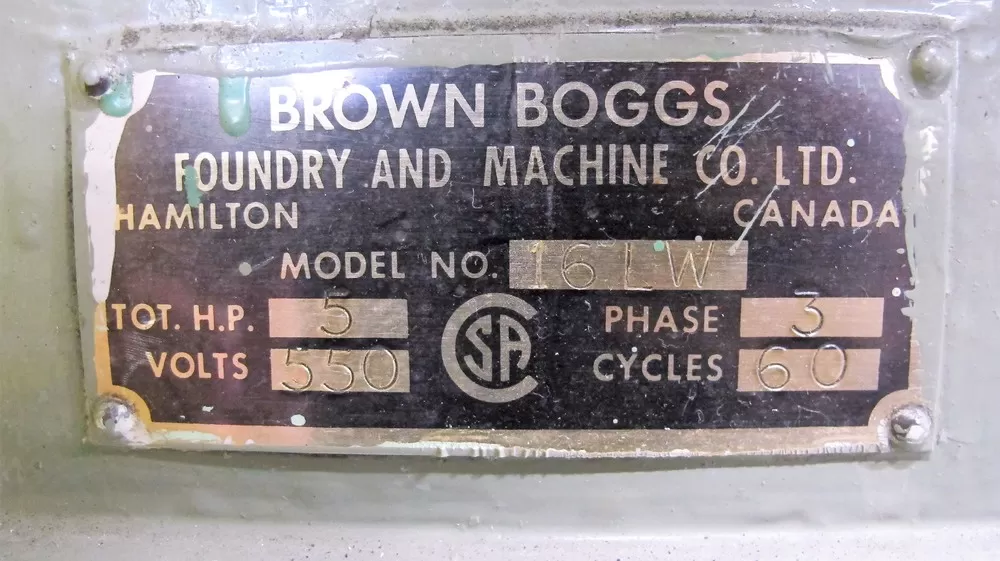 BROWN BOGGS
FOUNDRY AND MACHINE CO. LTD.
HAMILTON CANADA
MODEL NO. 16 LW
TOT. H.P. 5 PHASE 3
VOLTS 550 CYCLES 60
CSA